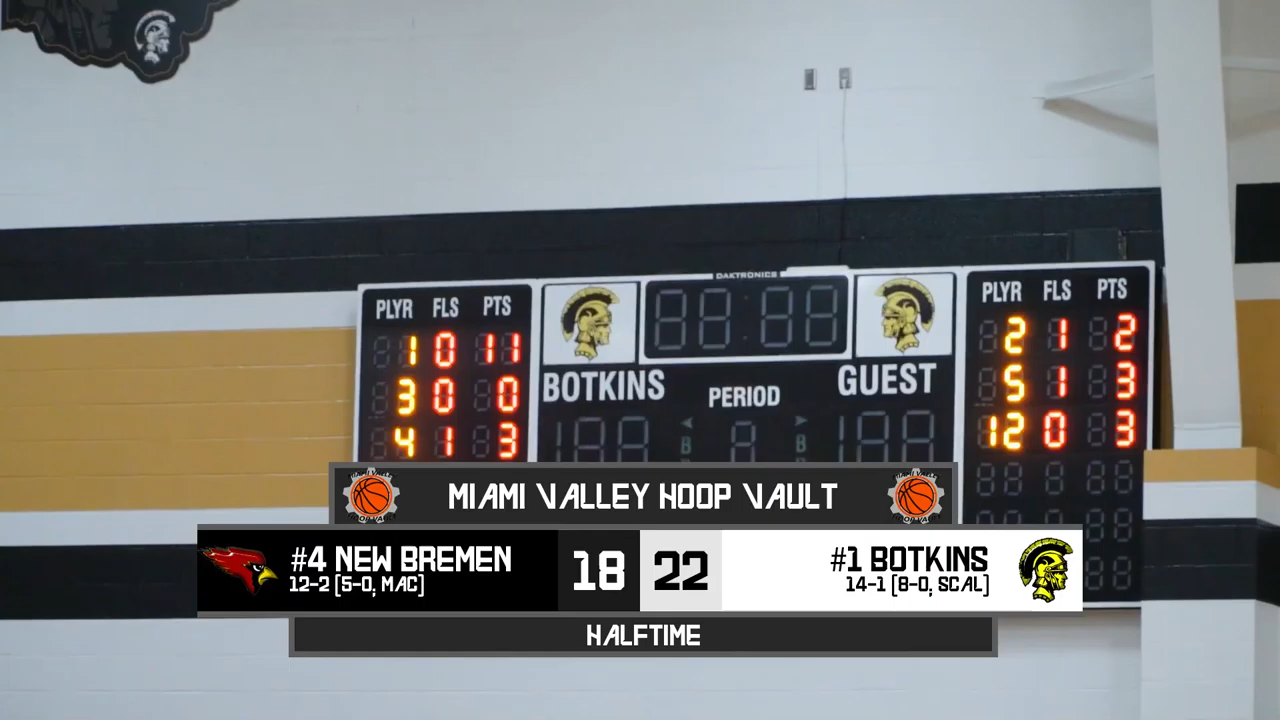 DAKTRONICS
PLYR FLS PTS
1 0 11
3 0 0
4 1 3
BOTKINS
PERIOD
GUEST
B B
PLYR FLS PTS
2 1 2
5 1 3
12 0 3
MIAMI VALLEY HOOP VAULT
#4 NEW BREMEN
12-2 [5-0, MAC]
18
22
#1 BOTKINS
14-1 [8-0, SCAL]
HALFTIME